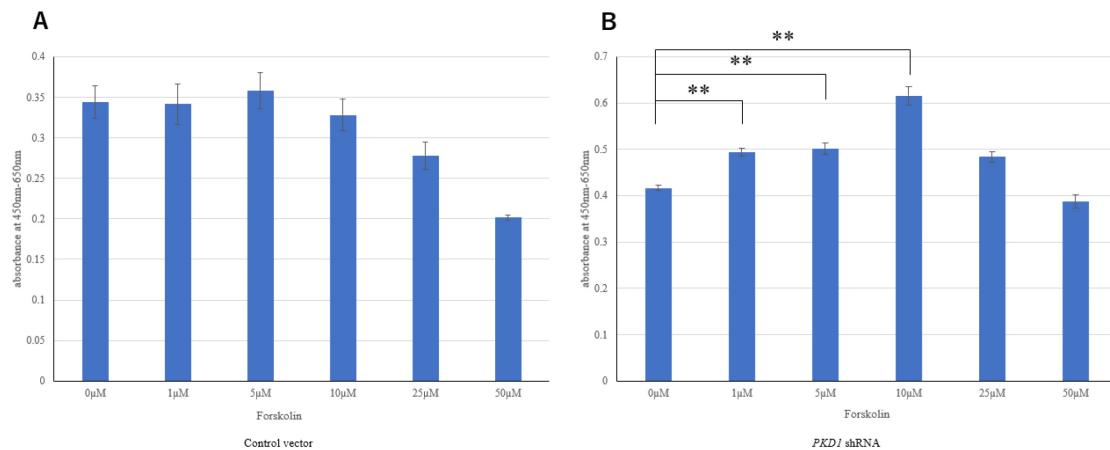 A
0.4
0.35
0.3
0.25
0.2
0.15
0.1
0.05
0
absorbance at 450nm-650nm
0μM
1μM
5μM
10μM
25μM
50μM
Forskolin
Control vector
B
0.7
0.6
0.5
0.4
0.3
0.2
0.1
0
absorbance at 450nm-650nm
**
**
**
0μM
1μM
5μM
10μM
25μM
50μM
Forskolin
PKD1 shRNA